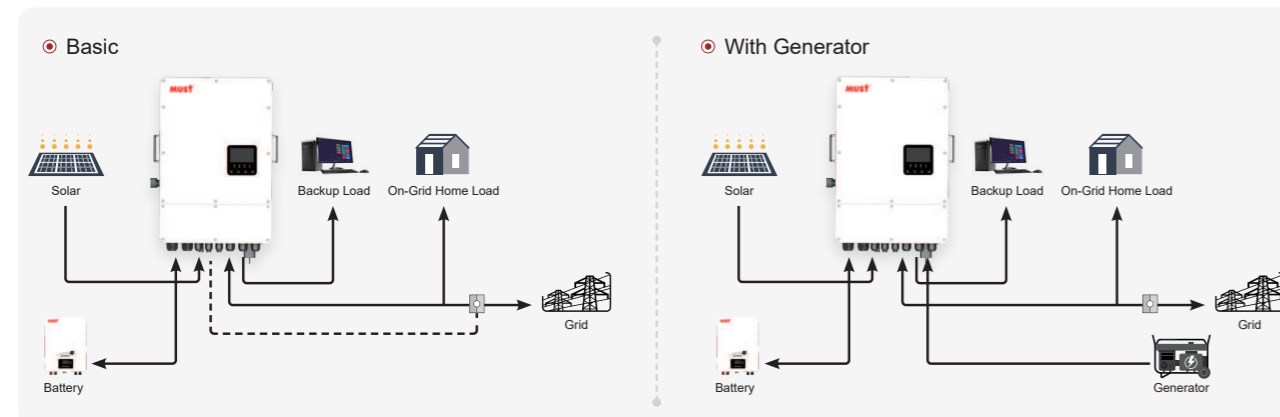 Basic
MUST
Solar
Backup Load
On-Grid Home Load
Grid
Battery
With Generator
MUST
Solar
Backup Load
On-Grid Home Load
Grid
Battery
Generator